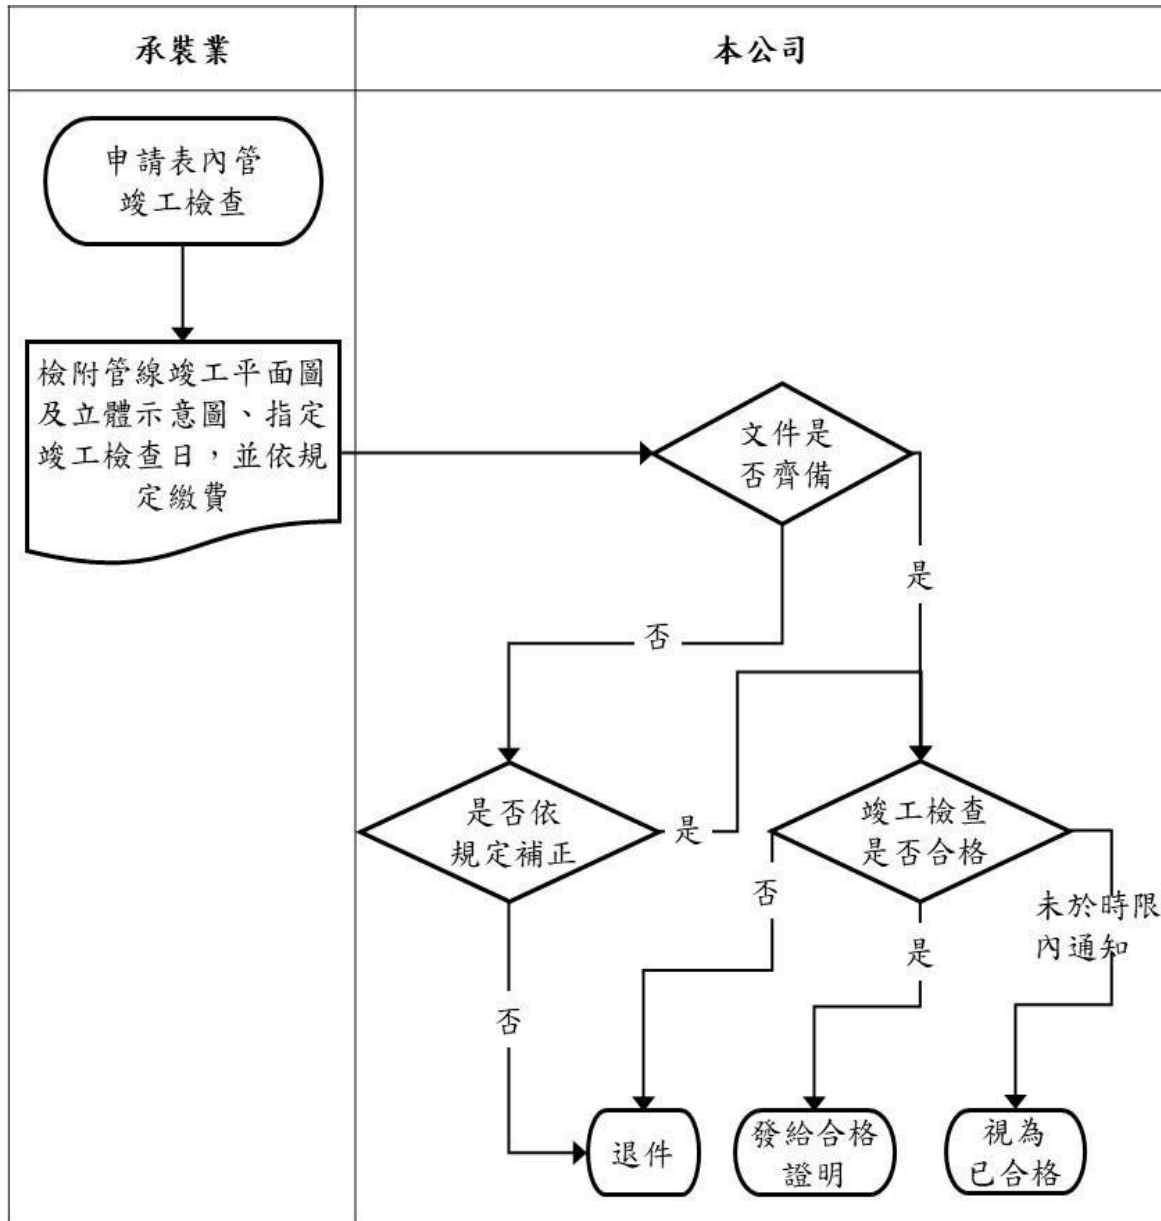 承裝業
本公司
申請表內管
竣工檢查
檢附管線竣工平面圖
及立體示意圖、指定
竣工檢查日，並依規
定繳費
文件是
否齊備
是
否
是否依
規定補正
是
竣工檢查
是否合格
否
是
未於時限
內通知
否
退件
發給合格
證明
視為
已合格